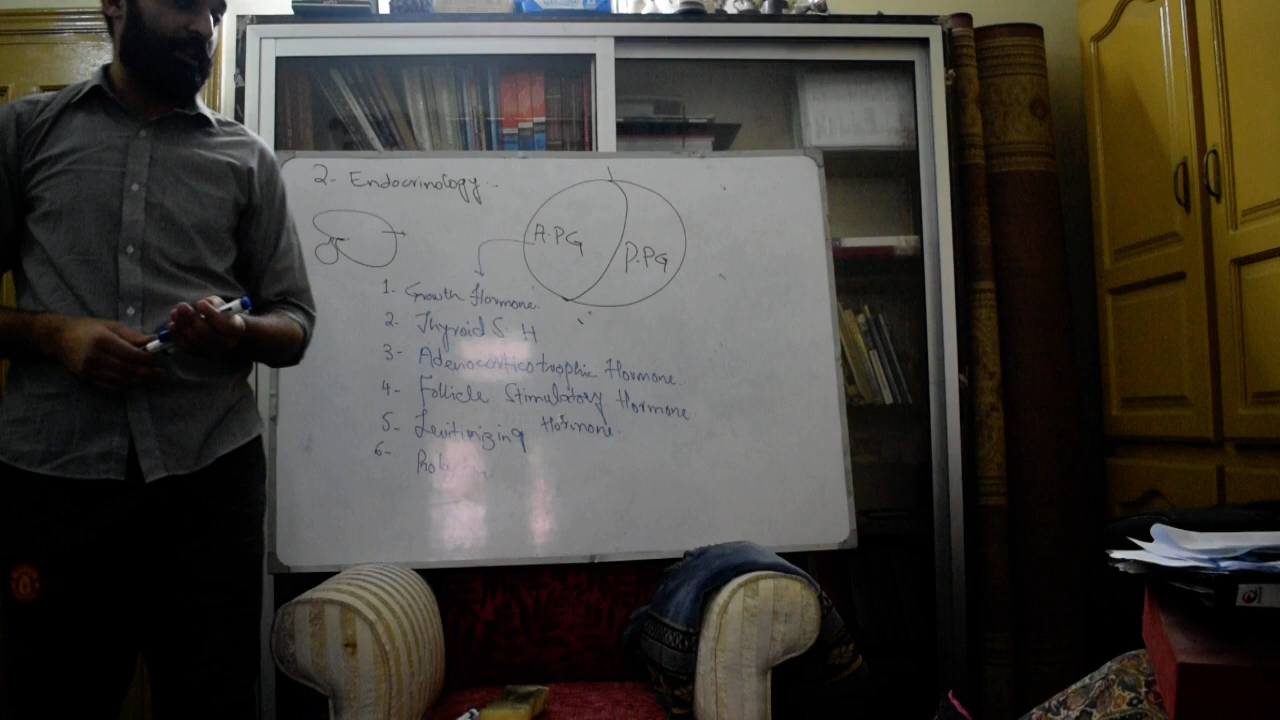 2- Endocrinology :-
A.PG
P.PG
1- Growth Hormone.
2- Thyroid S. H
3- Adenocorticotrophic Hormone.
4- Follicle Stimulatory Hormone
5- Leutinizing Hormone.
6-